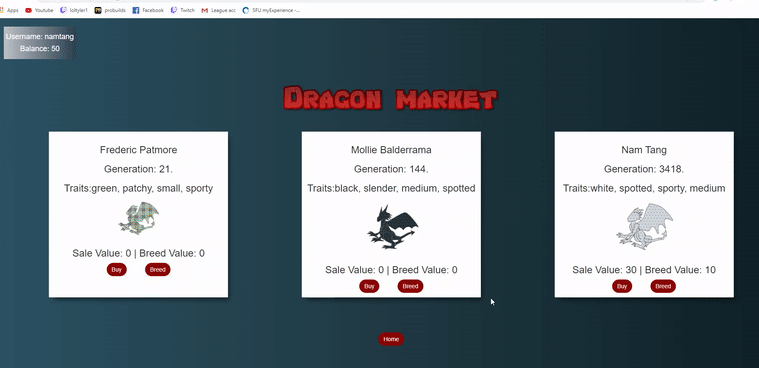 Apps Youtube loltyler1 probuilds Facebook Twitch League acc SFU myExperience -...
Username: namtang
Balance: 50
Dragon market
Frederic Patmore
Generation: 21.
Traits:green, patchy, small, sporty
Sale Value: 0 | Breed Value: 0
Buy Breed
Mollie Balderrama
Generation: 144.
Traits:black, slender, medium, spotted
Sale Value: 0 | Breed Value: 0
Buy Breed
Nam Tang
Generation: 3418.
Traits:white, spotted, sporty, medium
Sale Value: 30 | Breed Value: 10
Buy Breed
Home